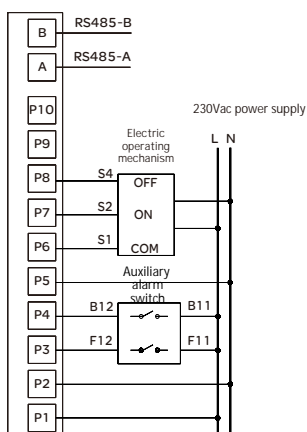 B RS485-B
A RS485-A
P10
230Vac power supply
P9
Electric
operating
mechanism
L N
P8 S4 OFF
P7 S2 ON
P6 S1 COM
P5
Auxiliary
alarm
switch
P4 B12 B11
P3 F12 F11
P2
P1